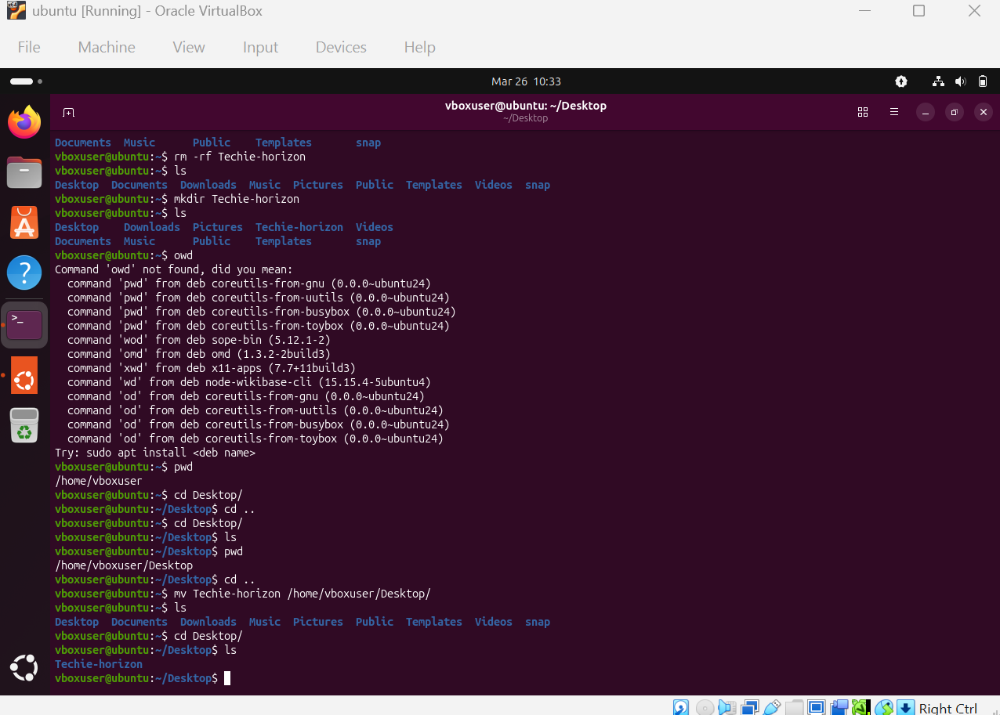 ubuntu [Running] - Oracle VirtualBox
File Machine View Input Devices Help
Mar 26 10:33
vboxuser@ubuntu: ~/Desktop
~/Desktop
Documents Music Public Templates snap
vboxuser@ubuntu:~$ rm -rf Techie-horizon
vboxuser@ubuntu:~$ ls
Desktop Documents Downloads Music Pictures Public Templates Videos snap
vboxuser@ubuntu:~$ mkdir Techie-horizon
vboxuser@ubuntu:~$ ls
Desktop Downloads Pictures Techie-horizon Videos
Documents Music Public Templates snap
vboxuser@ubuntu:~$ owd
Command 'owd' not found, did you mean:
command 'pwd' from deb coreutils-from-gnu (0.0.0~ubuntu24)
command 'pwd' from deb coreutils-from-uutils (0.0.0~ubuntu24)
command 'pwd' from deb coreutils-from-busybox (0.0.0~ubuntu24)
command 'pwd' from deb coreutils-from-toybox (0.0.0~ubuntu24)
command 'wod' from deb sope-bin (5.12.1-2)
command 'omd' from deb omd (1.3.2-2build3)
command 'xwd' from deb x11-apps (7.7+11build3)
command 'wd' from deb node-wikibase-cli (15.15.4-5ubuntu4)
command 'od' from deb coreutils-from-gnu (0.0.0~ubuntu24)
command 'od' from deb coreutils-from-uutils (0.0.0~ubuntu24)
command 'od' from deb coreutils-from-busybox (0.0.0~ubuntu24)
command 'od' from deb coreutils-from-toybox (0.0.0~ubuntu24)
Try: sudo apt install <deb name>
vboxuser@ubuntu:~$ pwd
/home/vboxuser
vboxuser@ubuntu:~$ cd Desktop/
vboxuser@ubuntu:~/Desktop$ cd ..
vboxuser@ubuntu:~$ cd Desktop/
vboxuser@ubuntu:~/Desktop$ ls
vboxuser@ubuntu:~/Desktop$ pwd
/home/vboxuser/Desktop
vboxuser@ubuntu:~/Desktop$ cd ..
vboxuser@ubuntu:~$ mv Techie-horizon /home/vboxuser/Desktop/
vboxuser@ubuntu:~$ ls
Desktop Documents Downloads Music Pictures Public Templates Videos snap
vboxuser@ubuntu:~$ cd Desktop/
vboxuser@ubuntu:~/Desktop$ ls
Techie-horizon
vboxuser@ubuntu:~/Desktop$
Right Ctrl